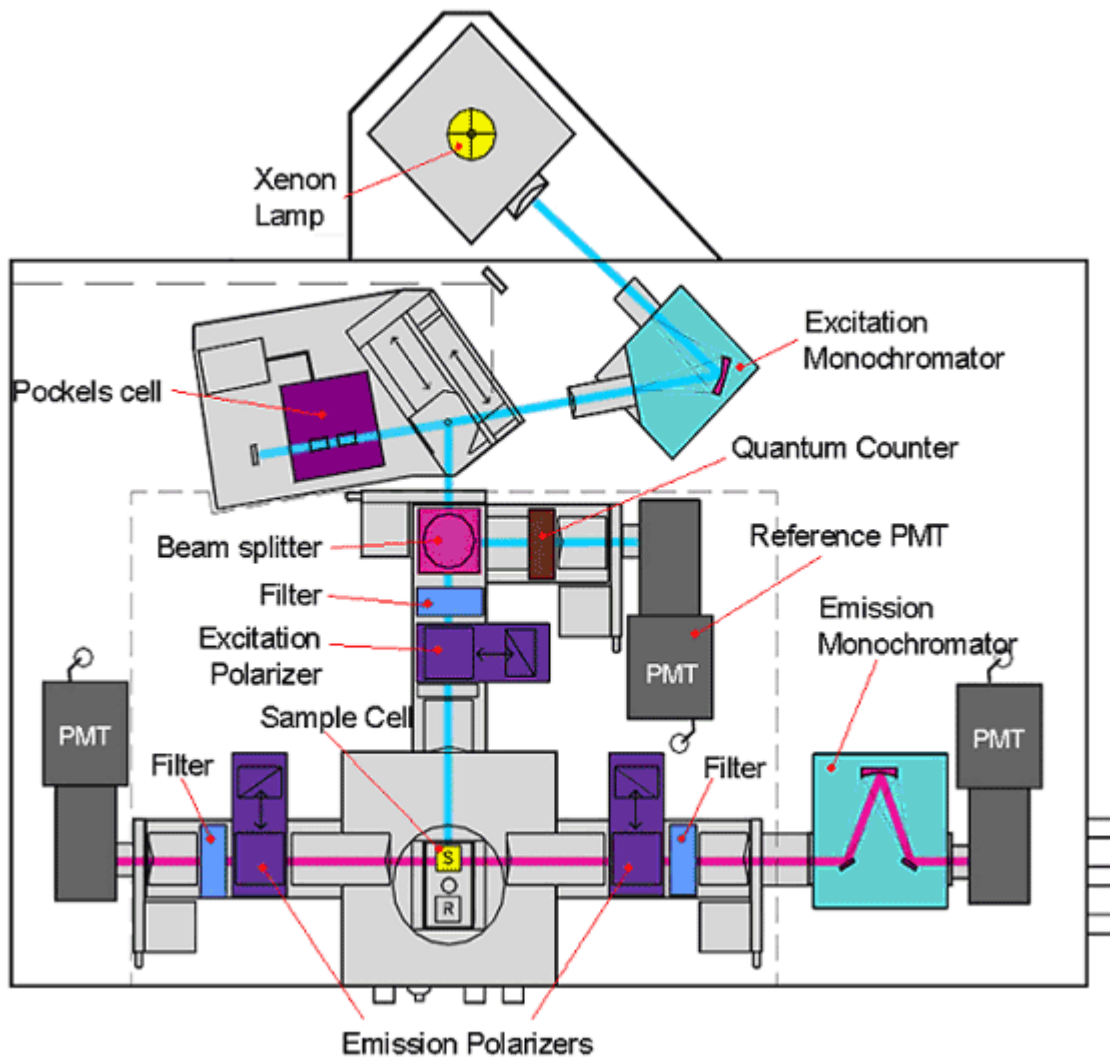 Xenon
Lamp
Excitation
Monochromator
Pockels cell
Quantum Counter
Beam splitter
Reference PMT
Filter
Emission
Monochromator
Excitation
Polarizer
PMT
Sample Cell
PMT
PMT
Filter
Filter
S
R
Emission Polarizers